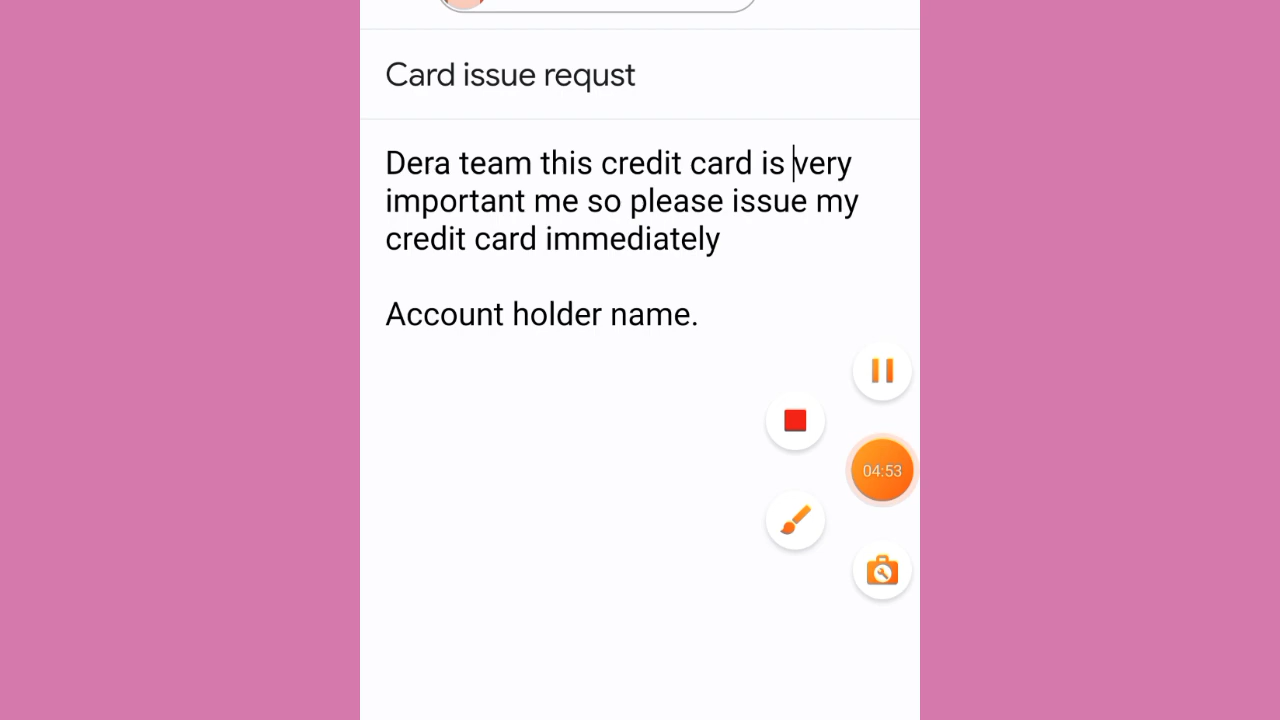 Card issue requst
Dera team this credit card is very
important me so please issue my
credit card immediately
Account holder name.
04:53